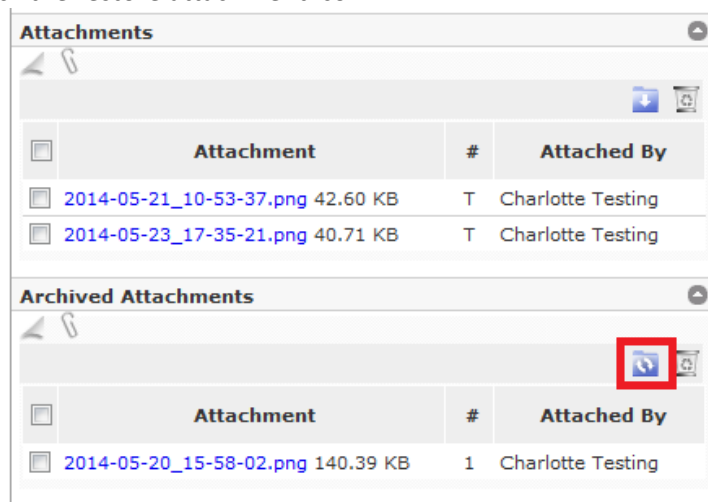 Attachments
Attachment # Attached By
2014-05-21_10-53-37.png 42.60 KB T Charlotte Testing
2014-05-23_17-35-21.png 40.71 KB T Charlotte Testing
Archived Attachments
Attachment # Attached By
2014-05-20_15-58-02.png 140.39 KB 1 Charlotte Testing